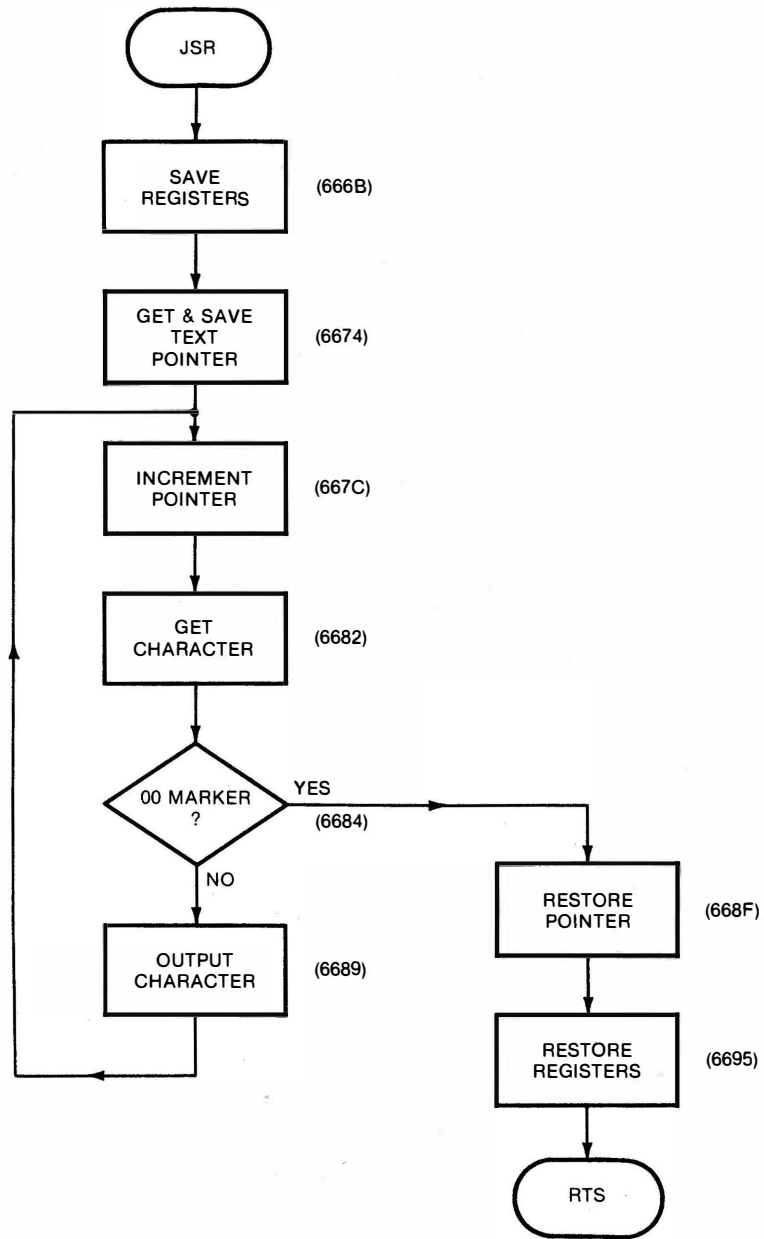 JSR
SAVE
REGISTERS
(666B)
GET & SAVE
TEXT
POINTER
(6674)
INCREMENT
POINTER
(667C)
GET
CHARACTER
(6682)
00 MARKER
?
YES
(6684)
NO
OUTPUT
CHARACTER
(6689)
RESTORE
POINTER
(668F)
RESTORE
REGISTERS
(6695)
RTS